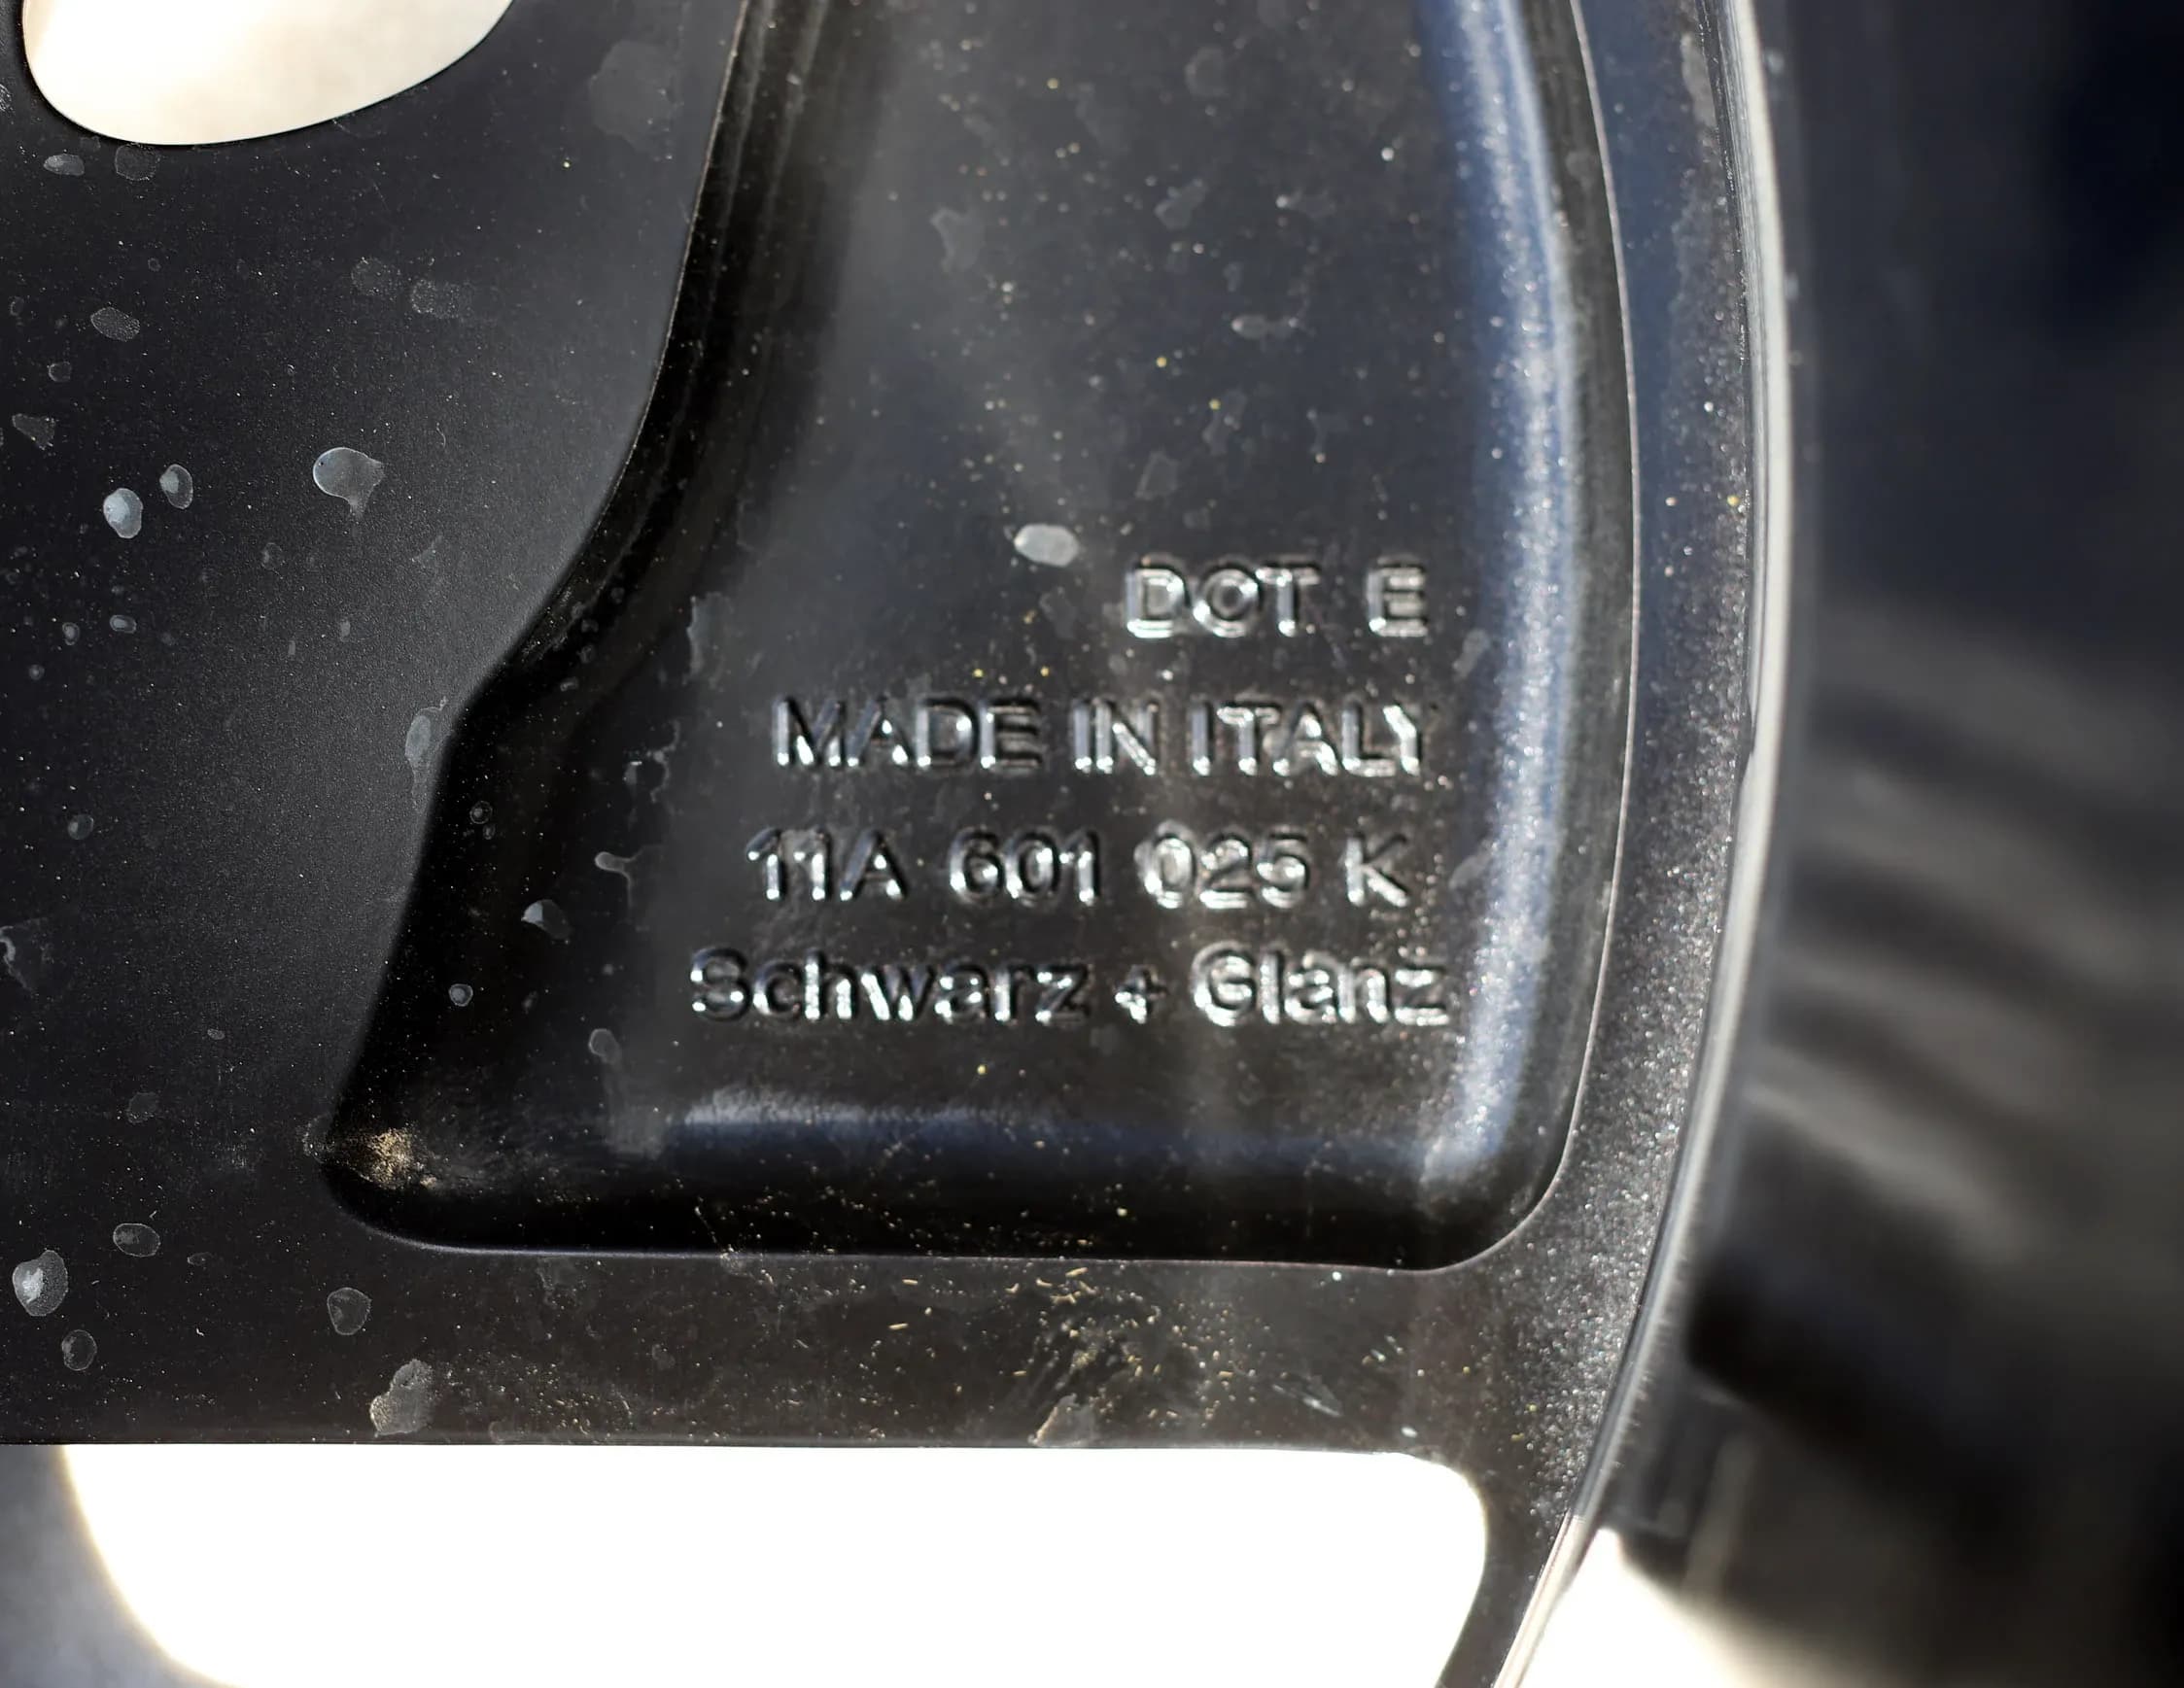 DOT E
MADE IN ITALY
11A 601 025 K
Schwarz + Glanz